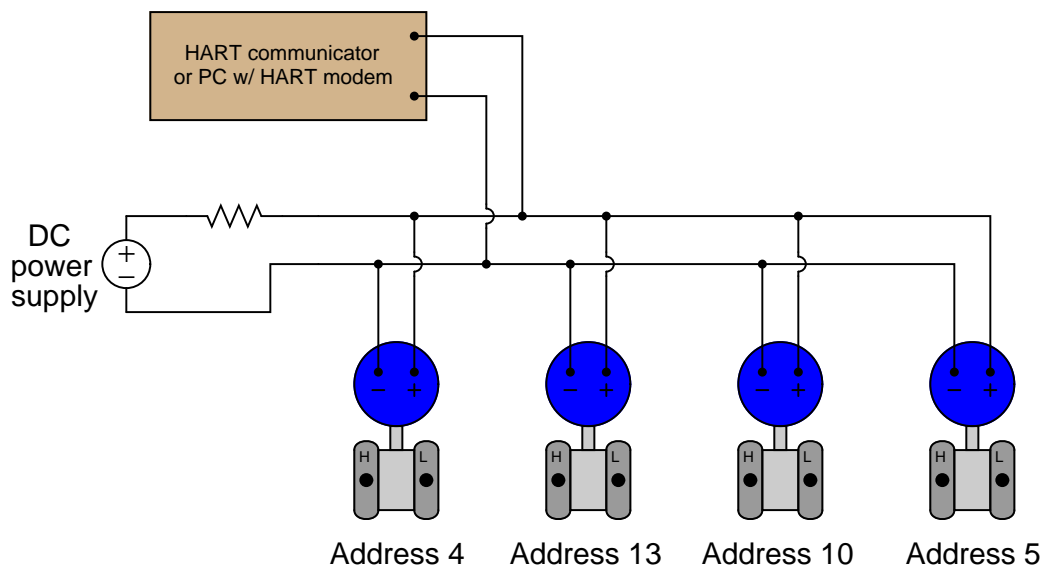 HART communicator
or PC w/ HART modem
DC
power
supply
+
−
− +
− +
− +
− +
H L
H L
H L
H L
Address 4
Address 13
Address 10
Address 5